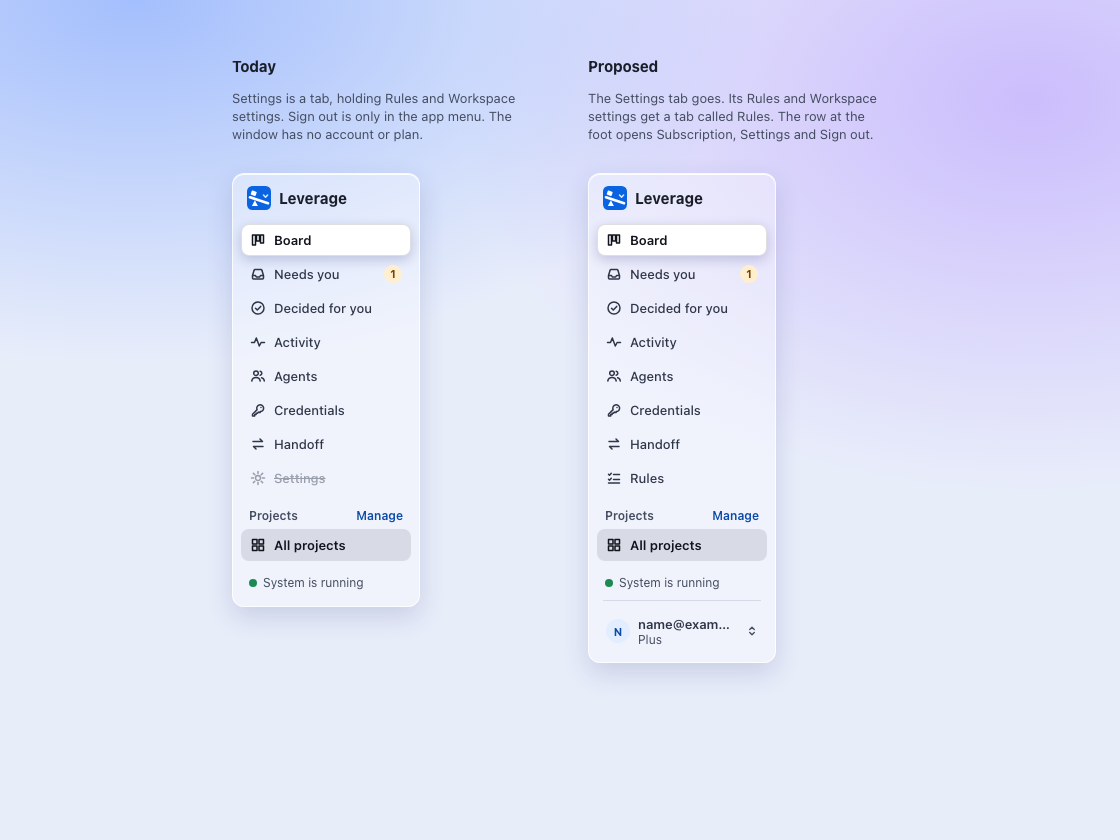 Today
Settings is a tab, holding Rules and Workspace
settings. Sign out is only in the app menu. The
window has no account or plan.
Leverage
Board
Needs you 1
Decided for you
Activity
Agents
Credentials
Handoff
Settings
Projects Manage
All projects
System is running
Proposed
The Settings tab goes. Its Rules and Workspace
settings get a tab called Rules. The row at the
foot opens Subscription, Settings and Sign out.
Leverage
Board
Needs you 1
Decided for you
Activity
Agents
Credentials
Handoff
Rules
Projects Manage
All projects
System is running
N name@exam...
Plus